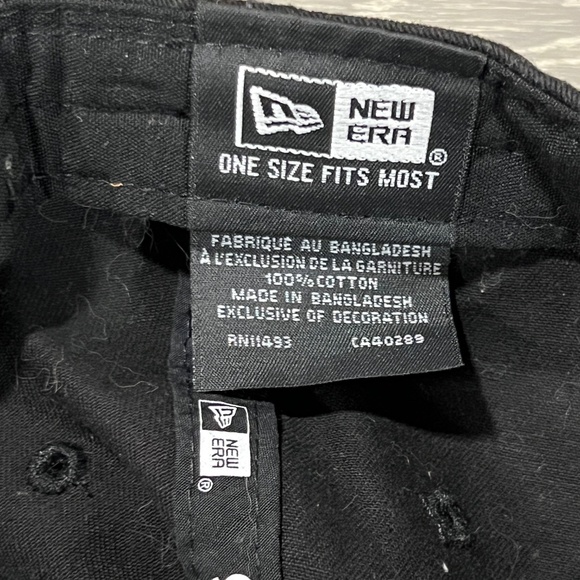 NEW
ERA
®
ONE SIZE FITS MOST
FABRIQUÉ AU BANGLADESH
À L'EXCLUSION DE LA GARNITURE
100% COTTON
MADE IN BANGLADESH
EXCLUSIVE OF DECORATION
RN11493 CA40289
NEW
ERA
®